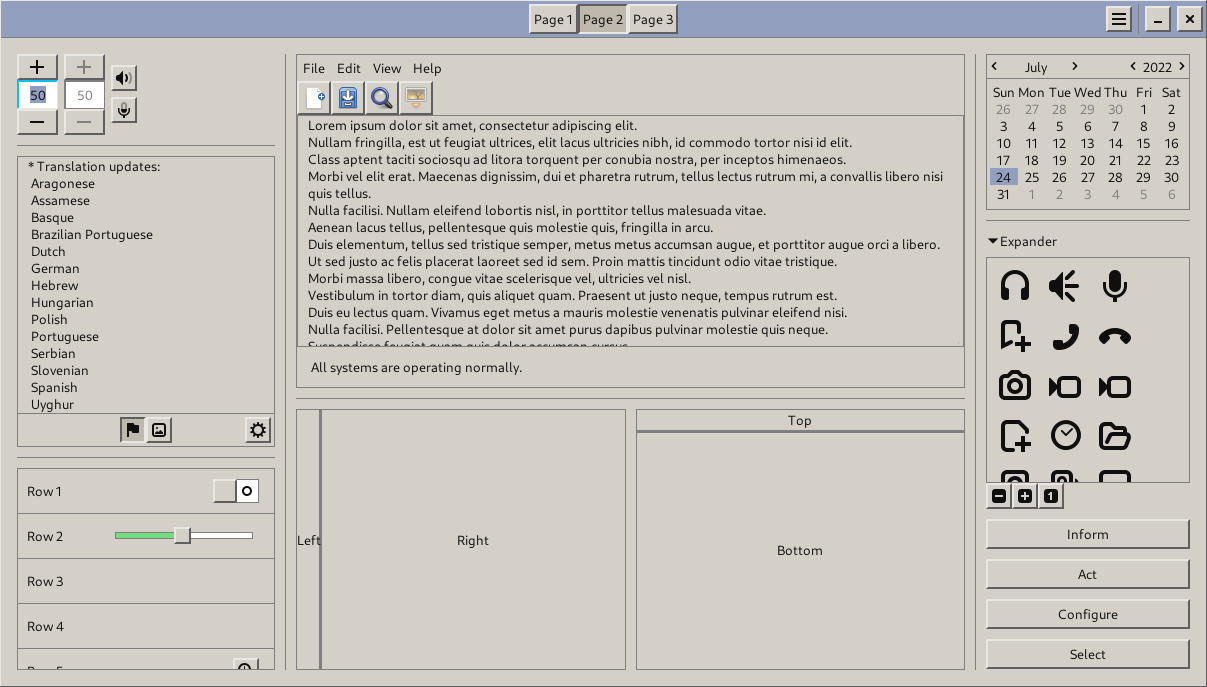 Page 1 Page 2 Page 3
50 50
* Translation updates:
Aragonese
Assamese
Basque
Brazilian Portuguese
Dutch
German
Hebrew
Hungarian
Polish
Portuguese
Serbian
Slovenian
Spanish
Uyghur
Row 1
Row 2
Row 3
Row 4
Row 5
File Edit View Help
Lorem ipsum dolor sit amet, consectetur adipiscing elit.
Nullam fringilla, est ut feugiat ultrices, elit lacus ultricies nibh, id commodo tortor nisi id elit.
Class aptent taciti sociosqu ad litora torquent per conubia nostra, per inceptos himenaeos.
Morbi vel elit erat. Maecenas dignissim, dui et pharetra rutrum, tellus lectus rutrum mi, a convallis libero nisi
quis tellus.
Nulla facilisi. Nullam eleifend lobortis nisl, in porttitor tellus malesuada vitae.
Aenean lacus tellus, pellentesque quis molestie quis, fringilla in arcu.
Duis elementum, tellus sed tristique semper, metus metus accumsan augue, et porttitor augue orci a libero.
Ut sed justo ac felis placerat laoreet sed id sem. Proin mattis tincidunt odio vitae tristique.
Morbi massa libero, congue vitae scelerisque vel, ultricies vel nisl.
Vestibulum in tortor diam, quis aliquet quam. Praesent ut justo neque, tempus rutrum est.
Duis eu lectus quam. Vivamus eget metus a mauris molestie venenatis pulvinar eleifend nisi.
Nulla facilisi. Pellentesque at dolor sit amet purus dapibus pulvinar molestie quis neque.
Suspendisse feugiat quam quis dolor accumsan cursus.
All systems are operating normally.
Left
Right
Top
Bottom
July 2022
Sun Mon Tue Wed Thu Fri Sat
26 27 28 29 30 1 2
3 4 5 6 7 8 9
10 11 12 13 14 15 16
17 18 19 20 21 22 23
24 25 26 27 28 29 30
31 1 2 3 4 5 6
Expander
1
Inform
Act
Configure
Select